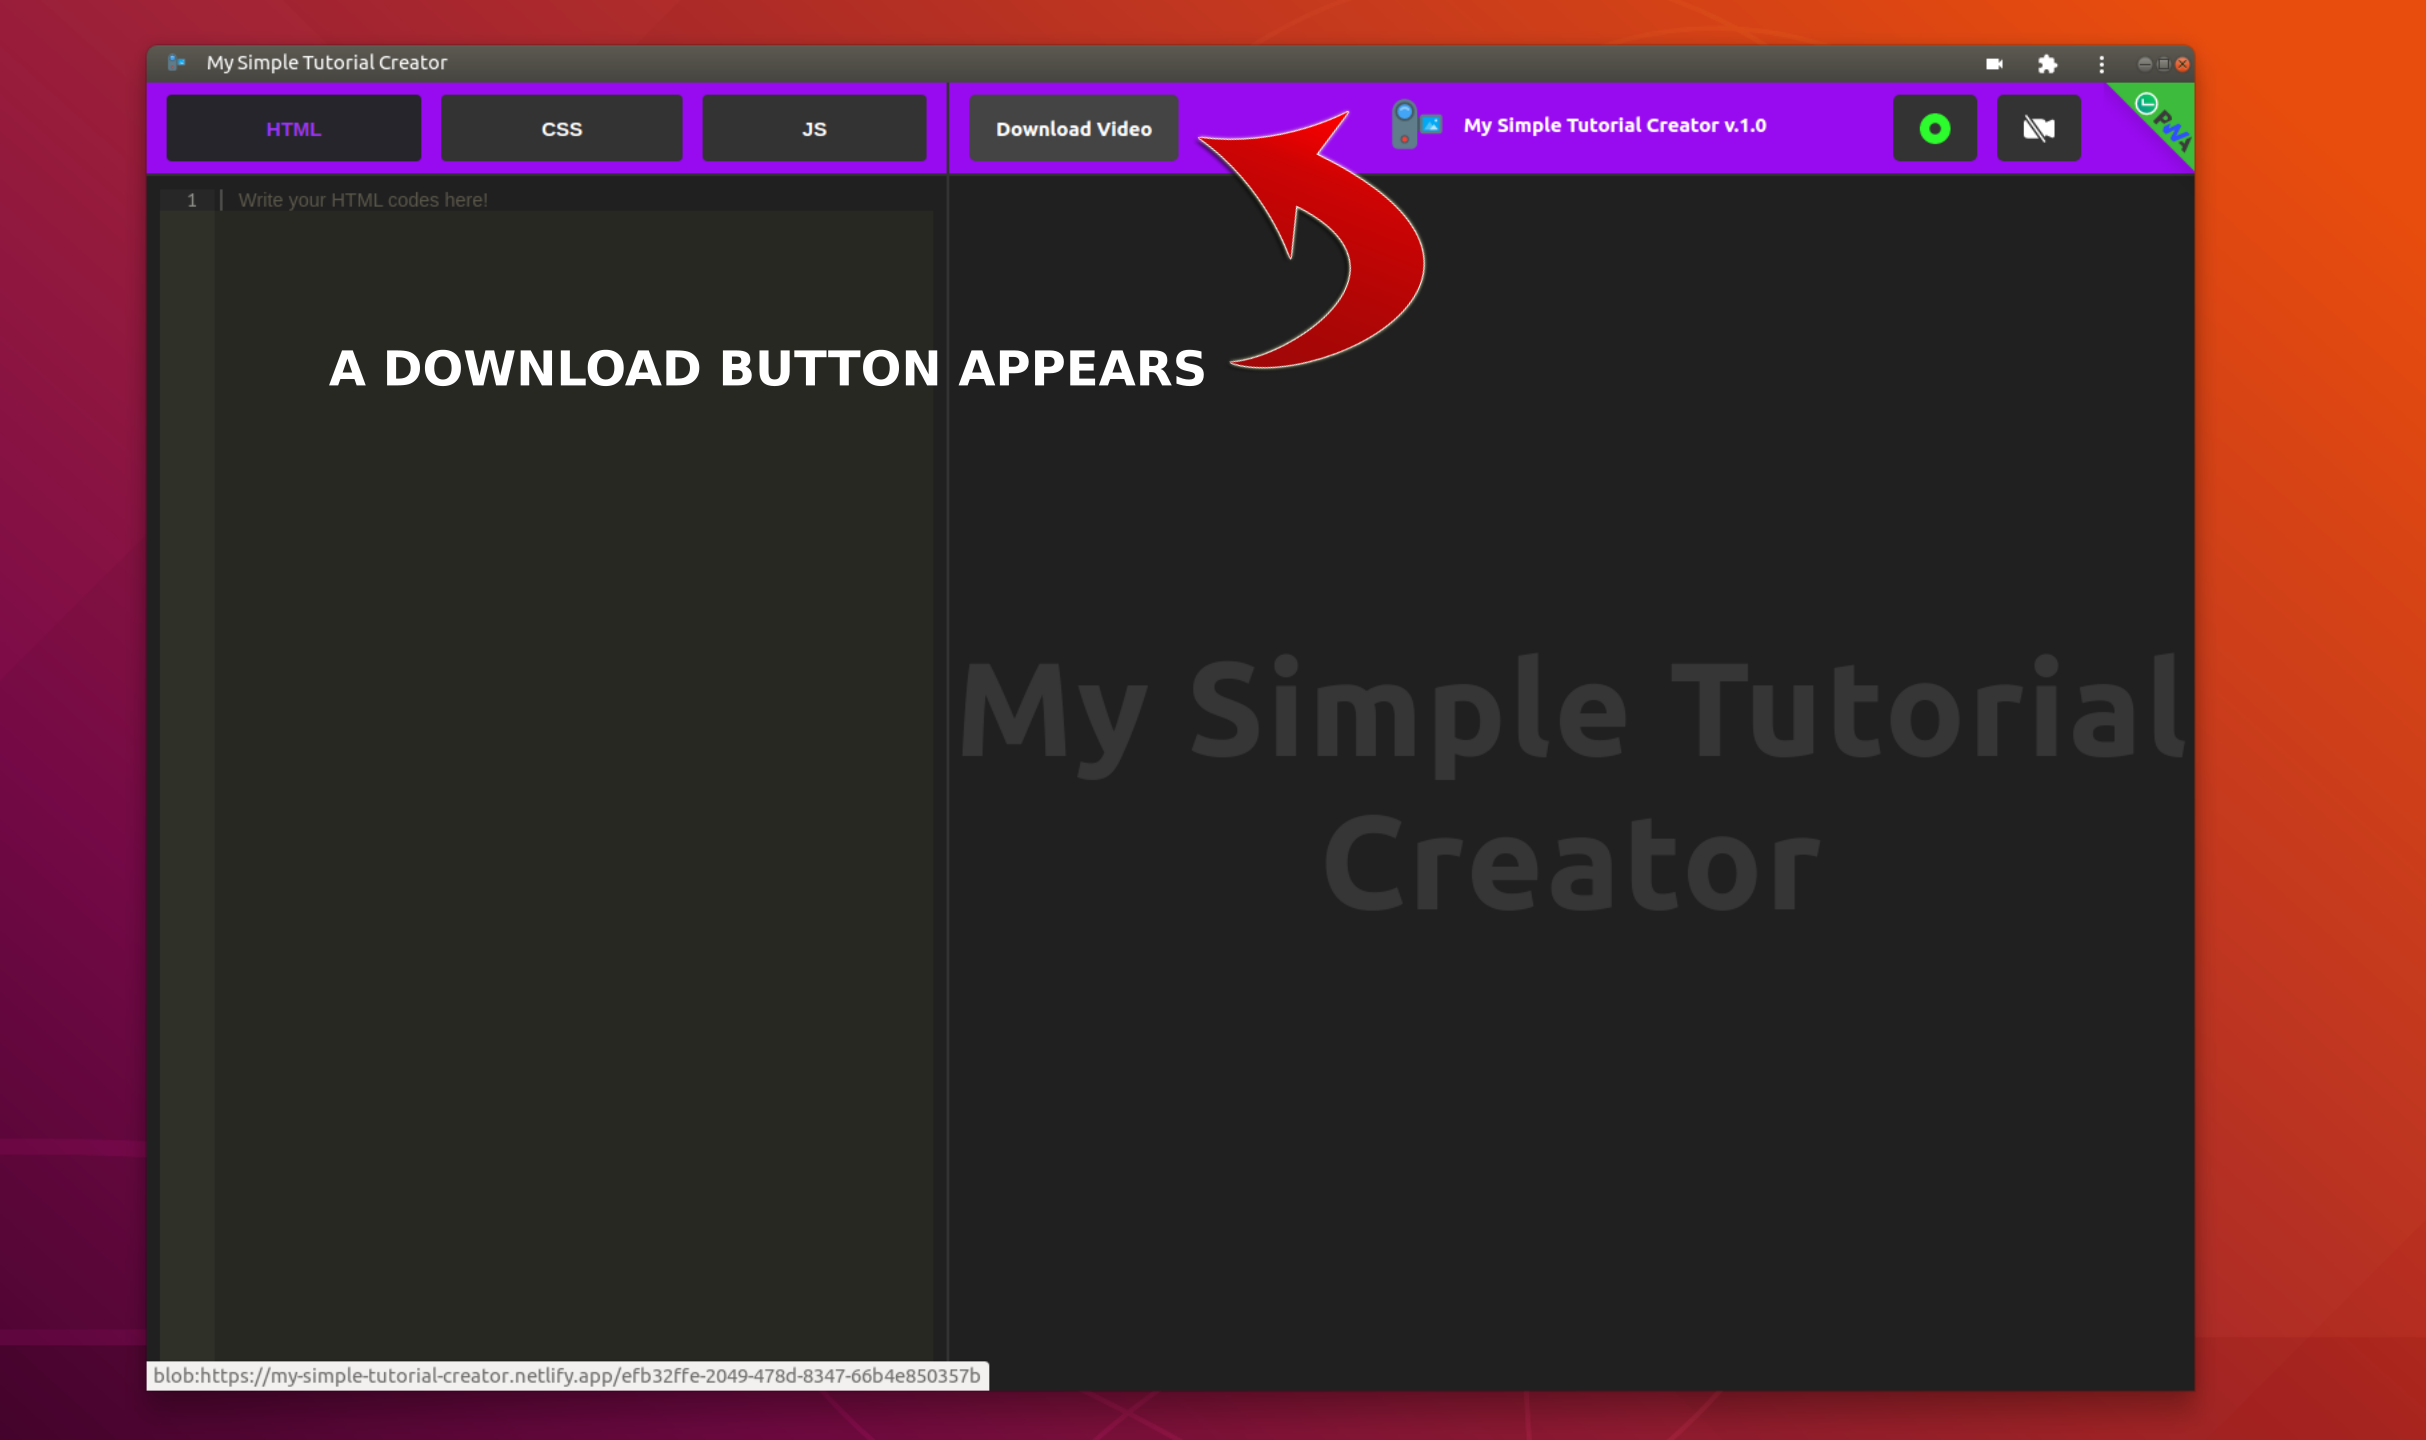 My Simple Tutorial Creator
HTML
CSS
JS
Download Video
My Simple Tutorial Creator v.1.0
PWA
1
Write your HTML codes here!
A DOWNLOAD BUTTON APPEARS
My Simple Tutorial
Creator
blob:https://my-simple-tutorial-creator.netlify.app/efb32ffe-2049-478d-8347-66b4e850357b